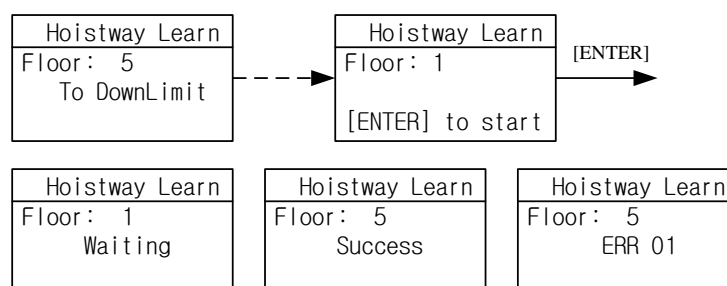 Hoistway Learn
Floor: 5
To DownLimit
Hoistway Learn
Floor: 1
[ENTER] to start
[ENTER]
Hoistway Learn
Floor: 1
Waiting
Hoistway Learn
Floor: 5
Success
Hoistway Learn
Floor: 5
ERR 01